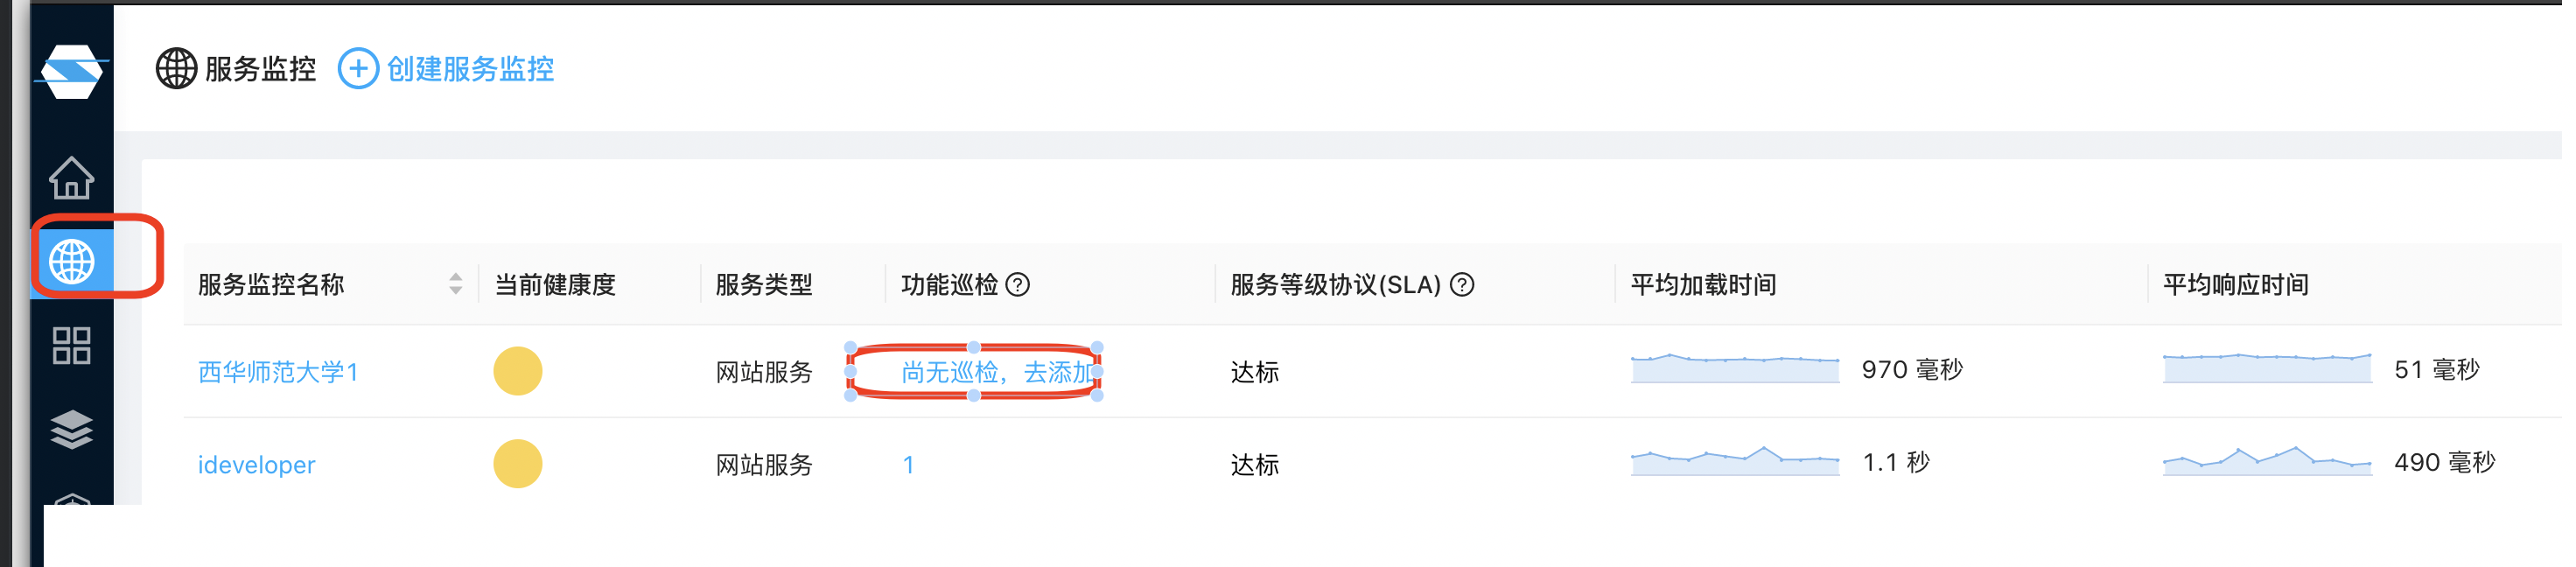 服务监控 创建服务监控
服务监控名称 当前健康度 服务类型 功能巡检 服务等级协议(SLA) 平均加载时间 平均响应时间
西华师范大学1 网站服务 尚无巡检，去添加 达标 970 毫秒 51 毫秒
ideveloper 网站服务 1 达标 1.1 秒 490 毫秒